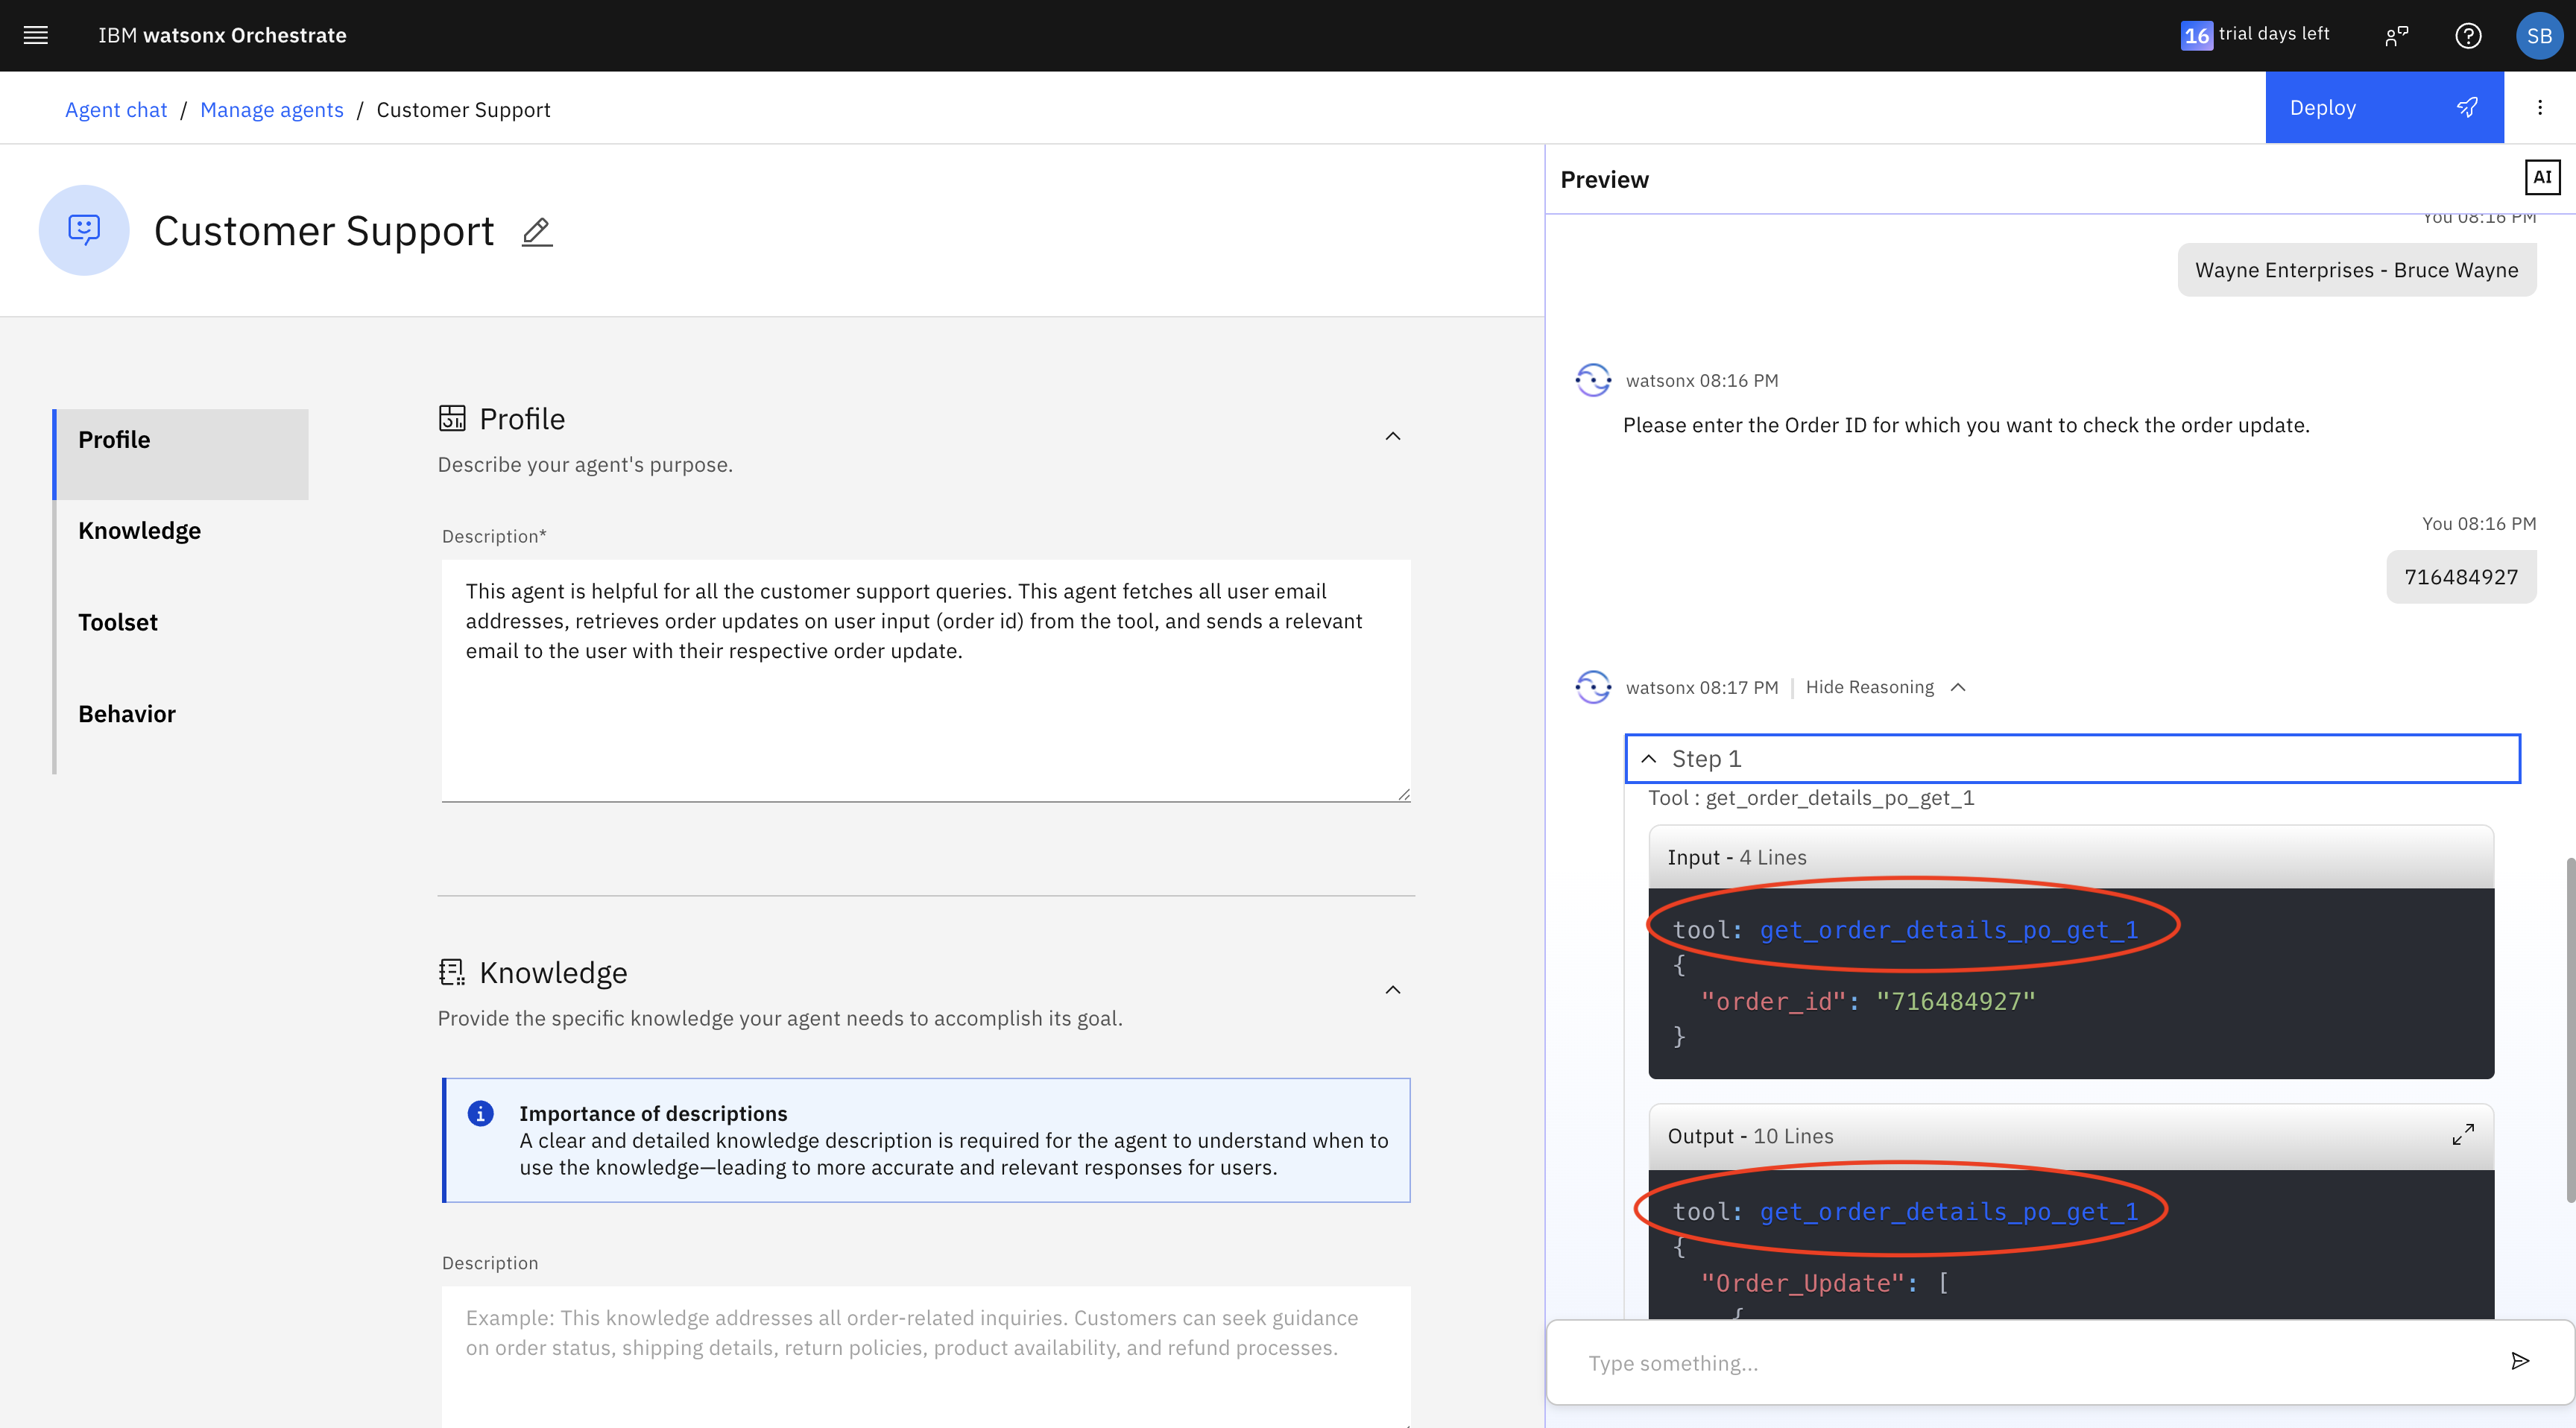 IBM watsonx Orchestrate
16 trial days left
SB
Agent chat / Manage agents / Customer Support
Deploy
Customer Support
Profile
Knowledge
Toolset
Behavior
Profile
Describe your agent's purpose.
Description*
This agent is helpful for all the customer support queries. This agent fetches all user email
addresses, retrieves order updates on user input (order id) from the tool, and sends a relevant
email to the user with their respective order update.
Knowledge
Provide the specific knowledge your agent needs to accomplish its goal.
Importance of descriptions
A clear and detailed knowledge description is required for the agent to understand when to
use the knowledge—leading to more accurate and relevant responses for users.
Description
Example: This knowledge addresses all order-related inquiries. Customers can seek guidance
on order status, shipping details, return policies, product availability, and refund processes.
Preview
AI
You 08:16 PM
Wayne Enterprises - Bruce Wayne
watsonx 08:16 PM
Please enter the Order ID for which you want to check the order update.
You 08:16 PM
716484927
watsonx 08:17 PM | Hide Reasoning
Step 1
Tool : get_order_details_po_get_1
Input - 4 Lines
tool: get_order_details_po_get_1
{
"order_id": "716484927"
}
Output - 10 Lines
tool: get_order_details_po_get_1
{
"Order_Update": [
{
Type something...